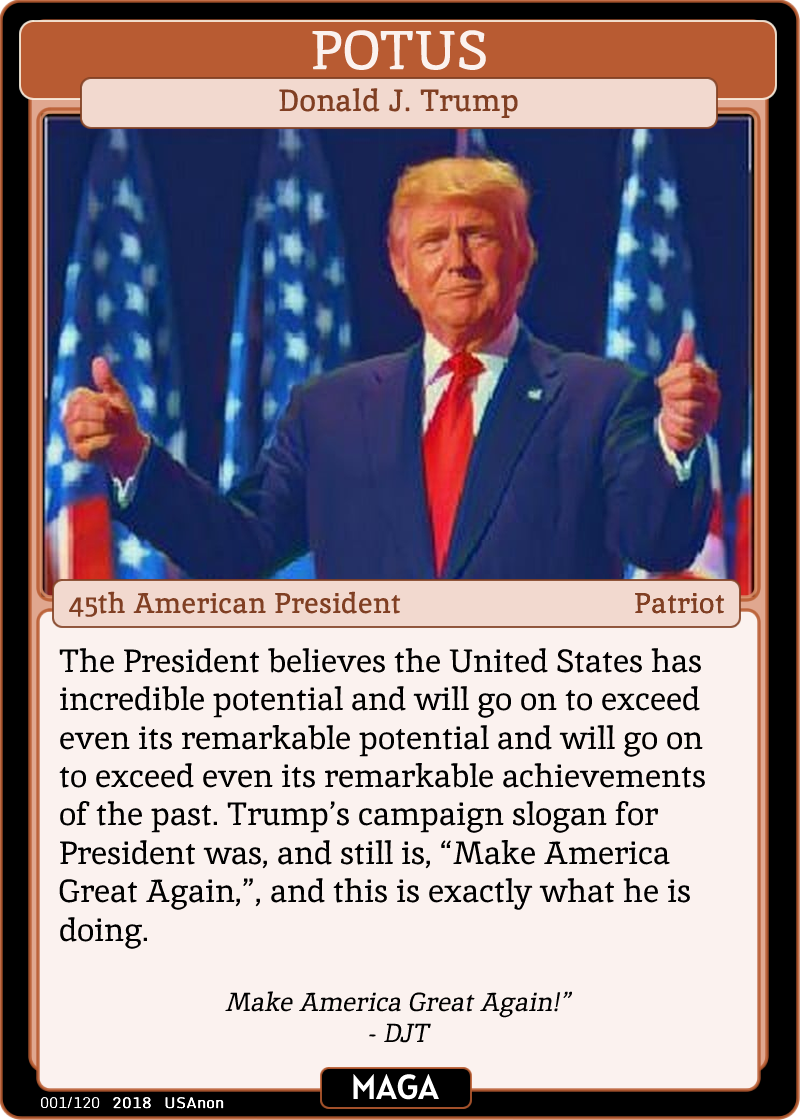 POTUS
Donald J. Trump
45th American President Patriot
The President believes the United States has
incredible potential and will go on to exceed
even its remarkable potential and will go on
to exceed even its remarkable achievements
of the past. Trump’s campaign slogan for
President was, and still is, “Make America
Great Again,”, and this is exactly what he is
doing.
Make America Great Again!”
- DJT
MAGA
001/120 2018 USAnon